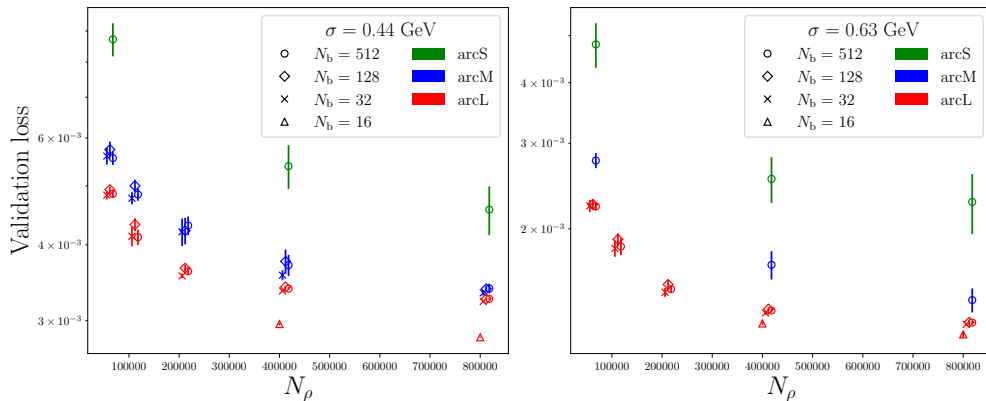 Validation loss
σ = 0.44 GeV
N_b = 512
N_b = 128
N_b = 32
N_b = 16
arcS
arcM
arcL
6 × 10⁻³
4 × 10⁻³
3 × 10⁻³
100000 200000 300000 400000 500000 600000 700000 800000
N_ρ
σ = 0.63 GeV
N_b = 512
N_b = 128
N_b = 32
N_b = 16
arcS
arcM
arcL
4 × 10⁻³
3 × 10⁻³
2 × 10⁻³
100000 200000 300000 400000 500000 600000 700000 800000
N_ρ